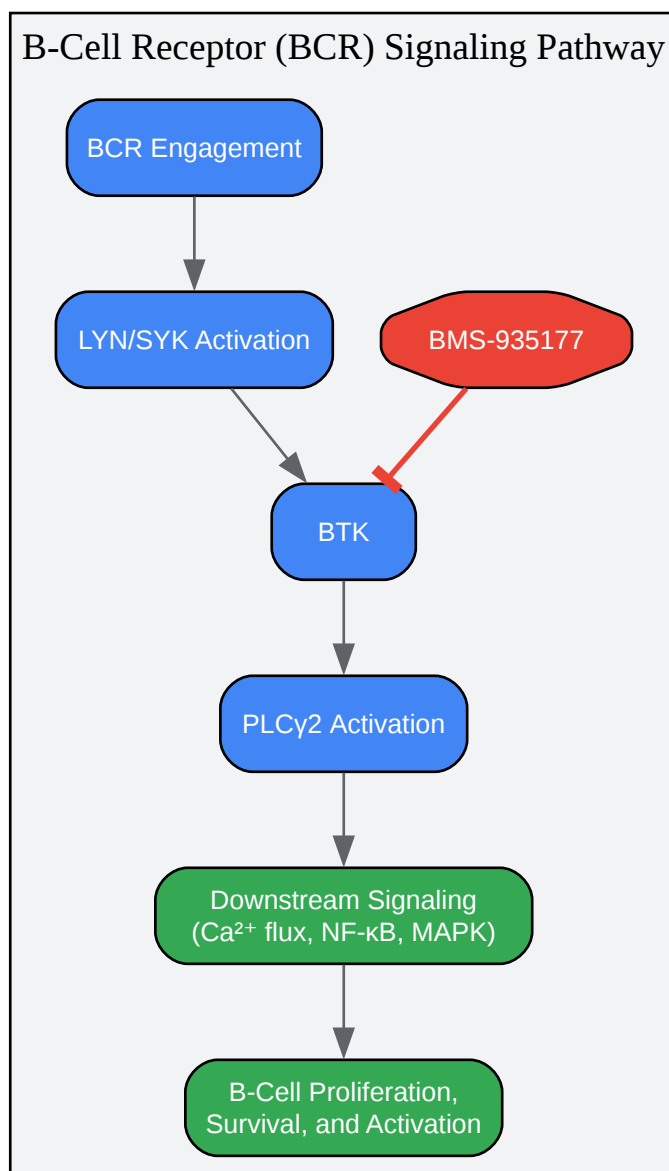 B-Cell Receptor (BCR) Signaling Pathway
BCR Engagement
LYN/SYK Activation
BMS-935177
BTK
PLCγ2 Activation
Downstream Signaling
(Ca²⁺ flux, NF-κB, MAPK)
B-Cell Proliferation,
Survival, and Activation